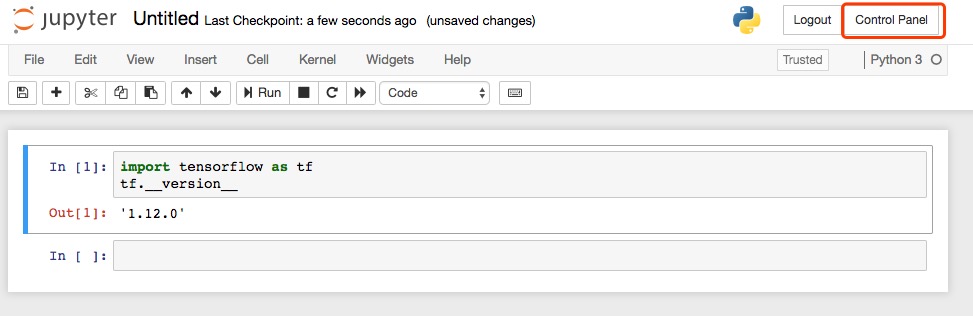 jupyter Untitled Last Checkpoint: a few seconds ago (unsaved changes) Logout Control Panel
File Edit View Insert Cell Kernel Widgets Help Trusted Python 3
Run Code
In [1]: import tensorflow as tf
tf.__version__
Out[1]: '1.12.0'
In [ ]: